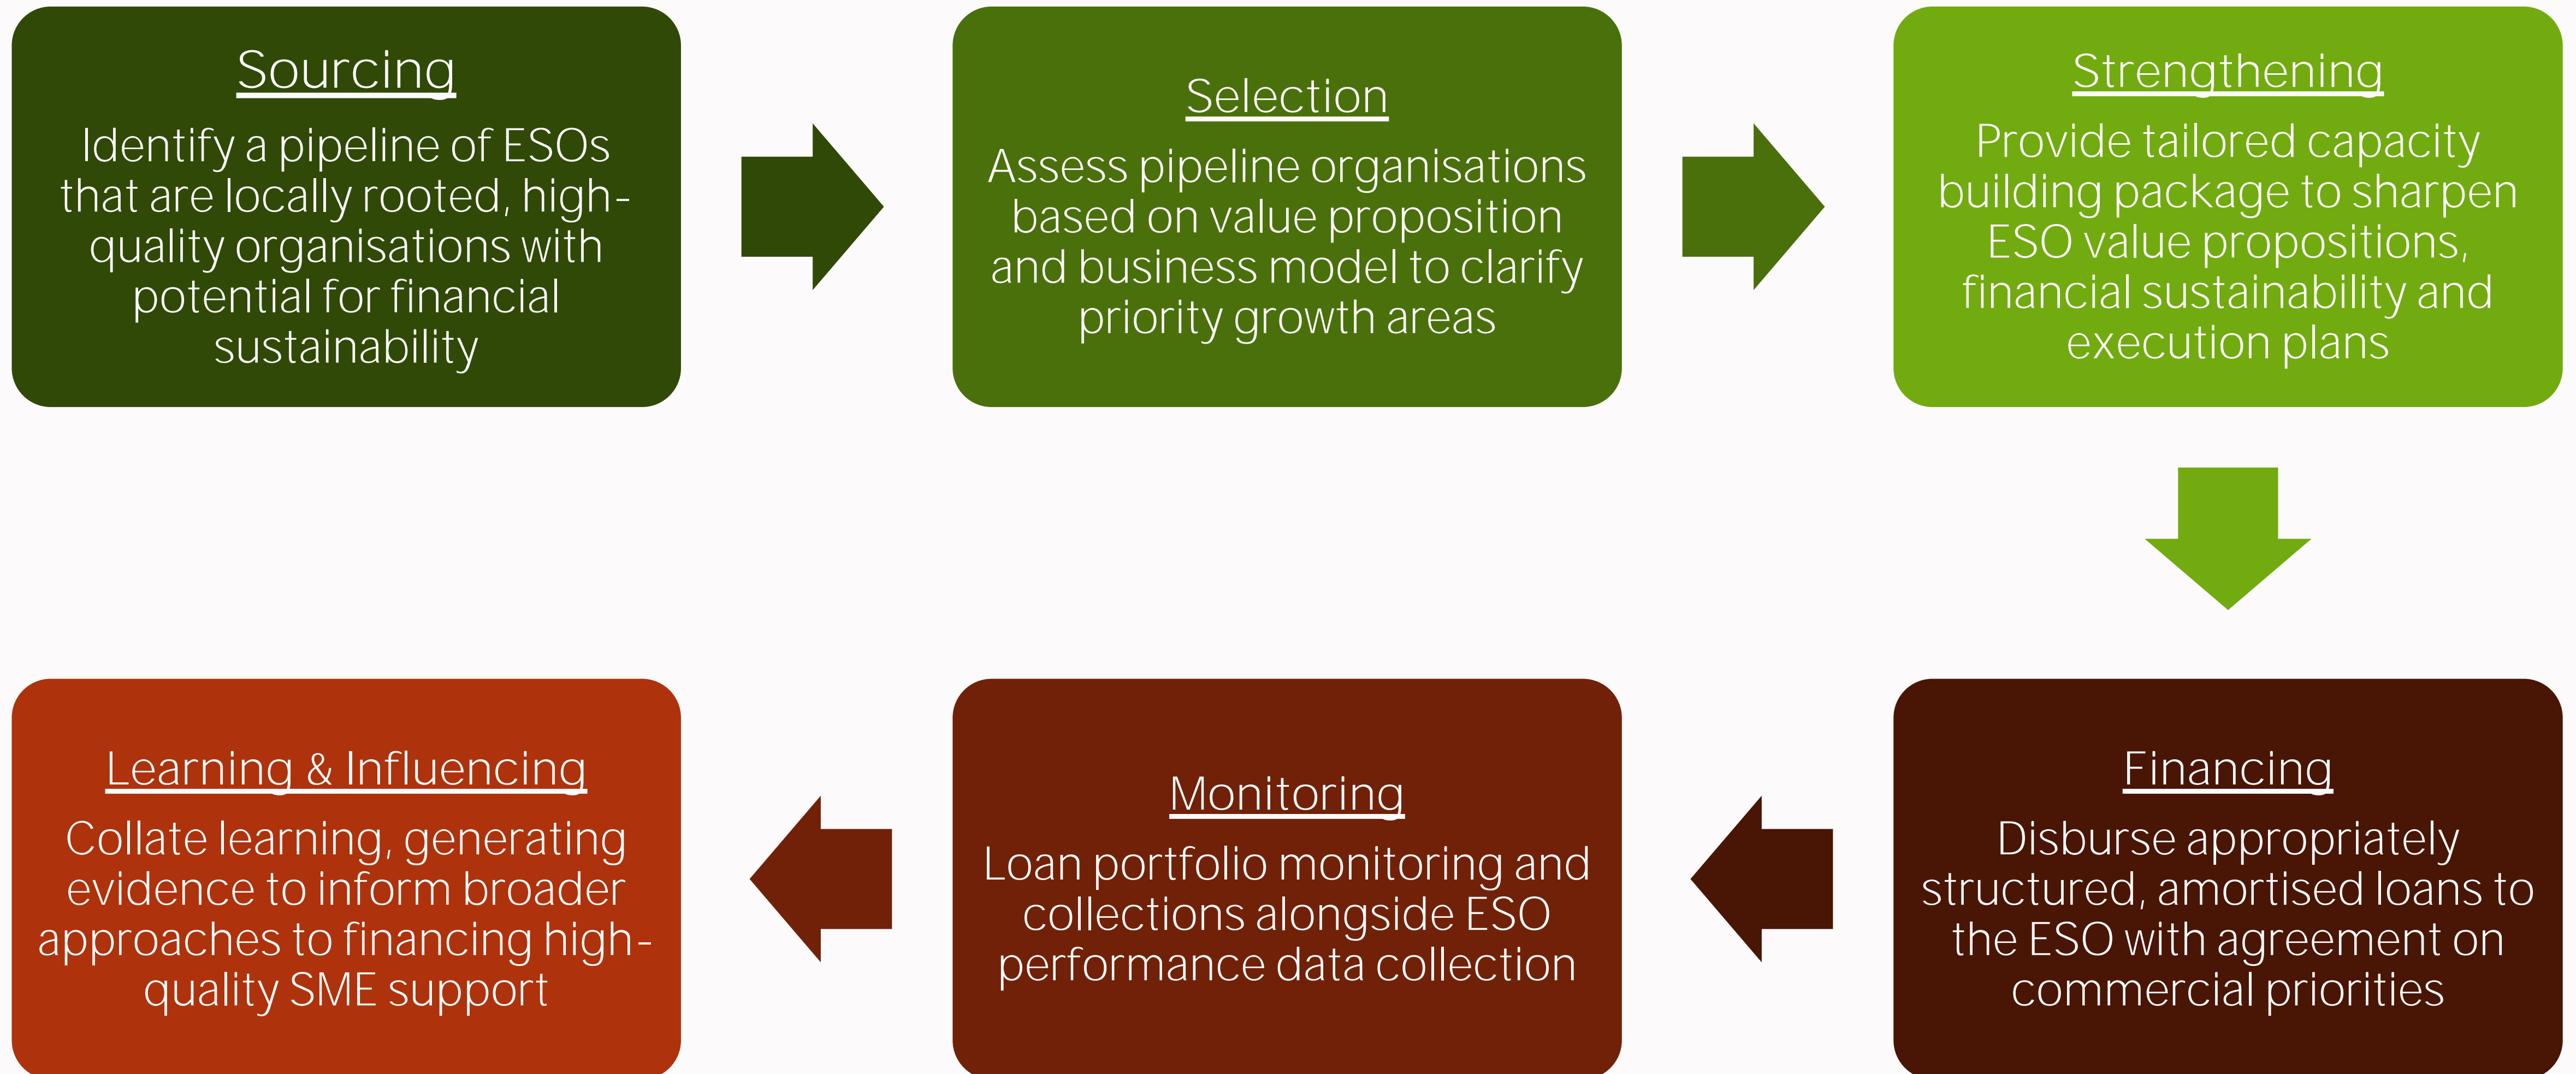 Sourcing
Identify a pipeline of ESOs
that are locally rooted, high-
quality organisations with
potential for financial
sustainability
Selection
Assess pipeline organisations
based on value proposition
and business model to clarify
priority growth areas
Strengthening
Provide tailored capacity
building package to sharpen
ESO value propositions,
financial sustainability and
execution plans
Financing
Disburse appropriately
structured, amortised loans to
the ESO with agreement on
commercial priorities
Monitoring
Loan portfolio monitoring and
collections alongside ESO
performance data collection
Learning & Influencing
Collate learning, generating
evidence to inform broader
approaches to financing high-
quality SME support